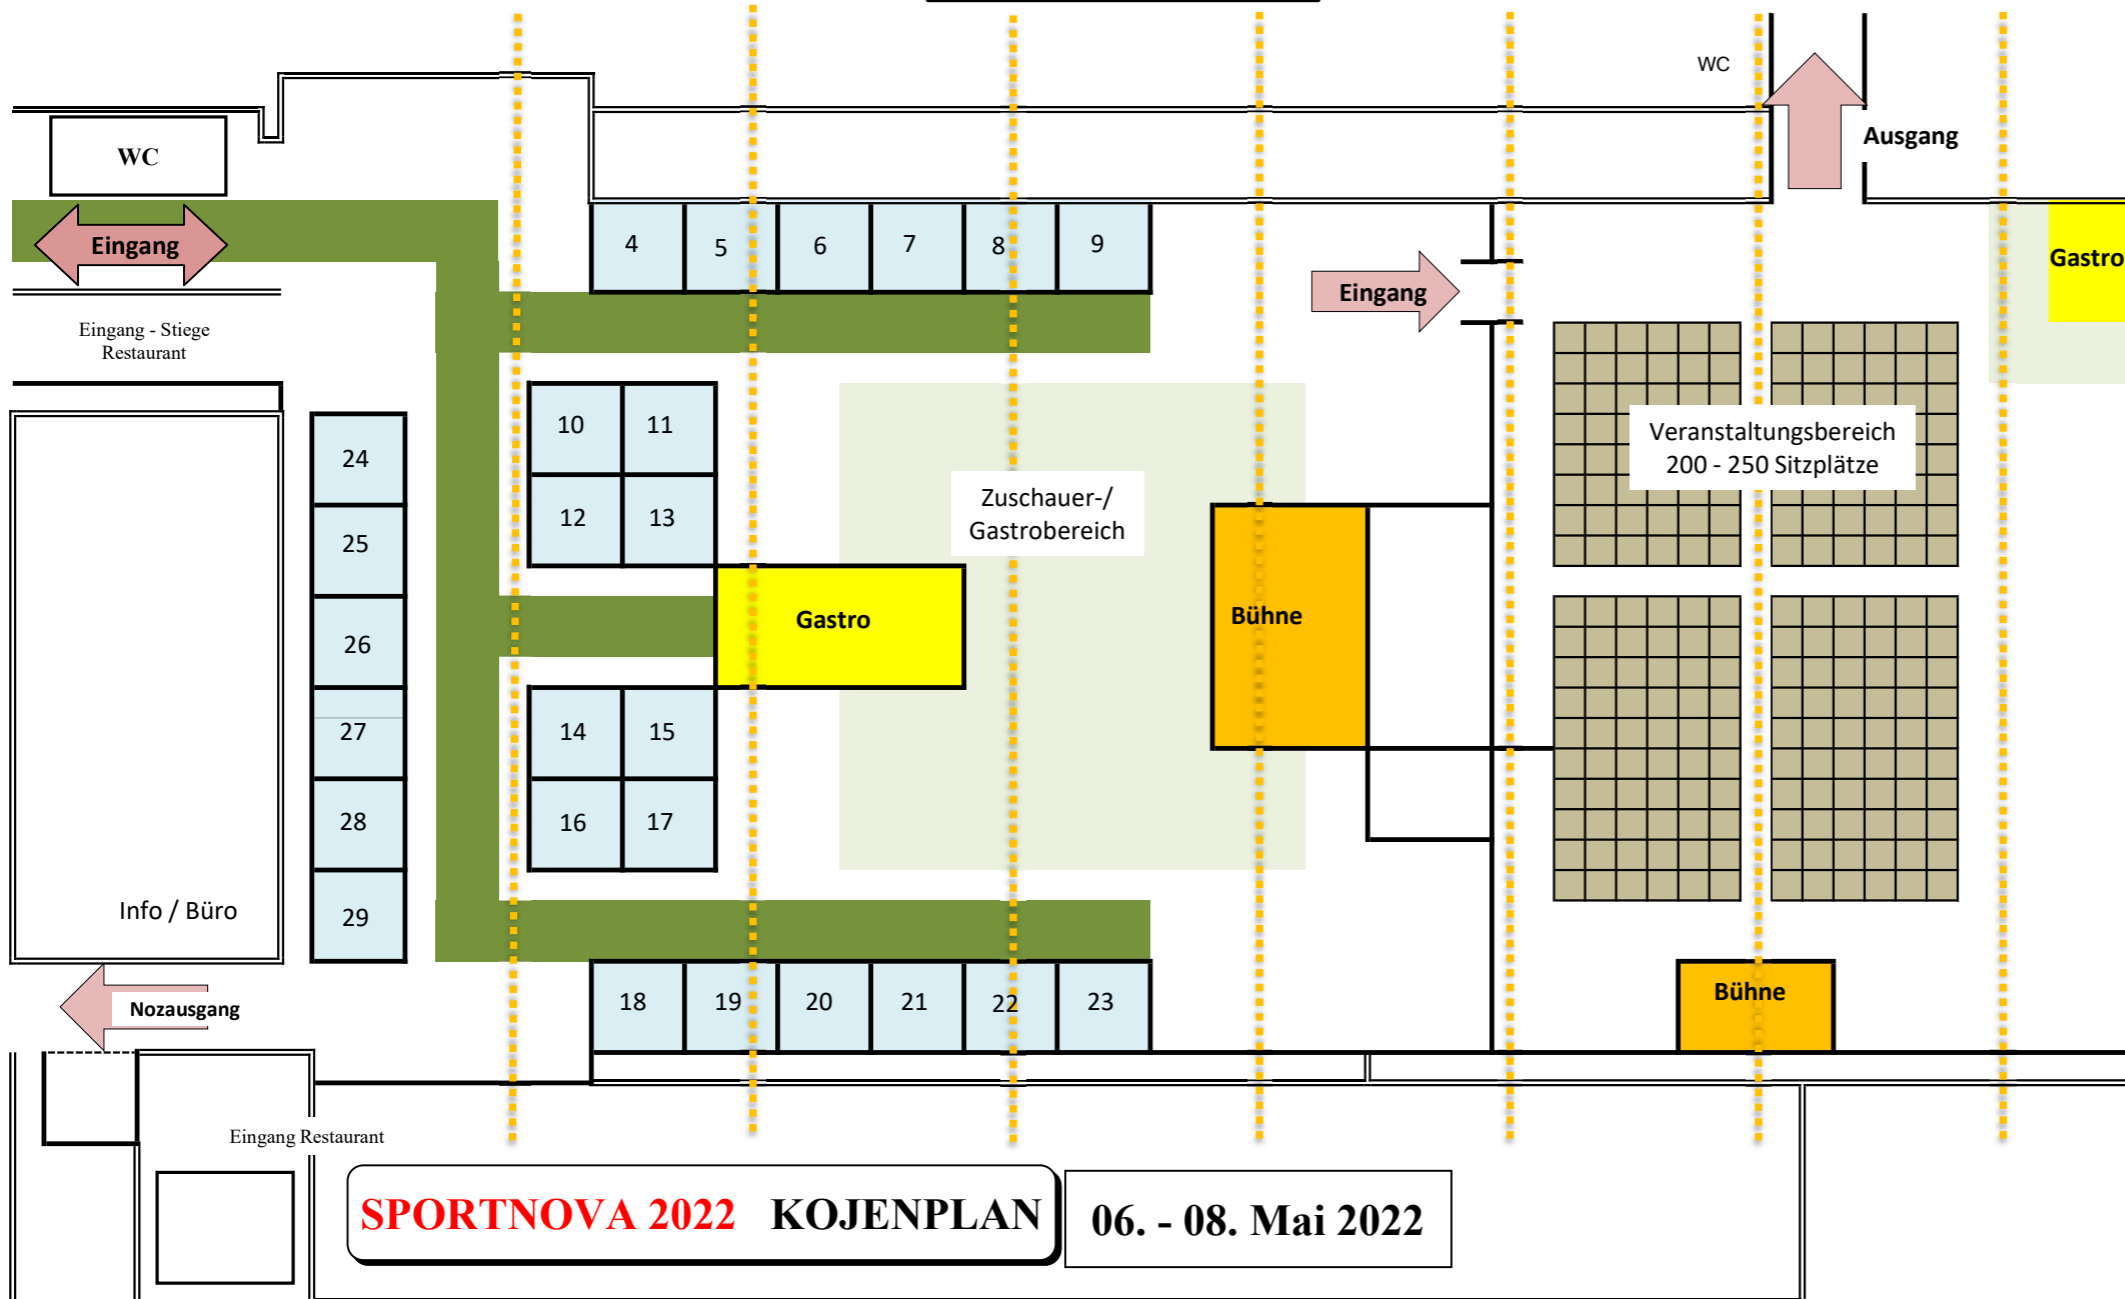 WC
WC
Ausgang
Eingang
4
5
6
7
8
9
Gastro
Eingang
Eingang - Stiege
Restaurant
10
11
12
13
24
25
26
27
28
29
Zuschauer-/
Gastrobereich
Veranstaltungsbereich
200 - 250 Sitzplätze
Gastro
Bühne
14
15
16
17
Info / Büro
Nozausgang
18
19
20
21
22
23
Bühne
Eingang Restaurant
SPORTNOVA 2022 KOJENPLAN
06. - 08. Mai 2022